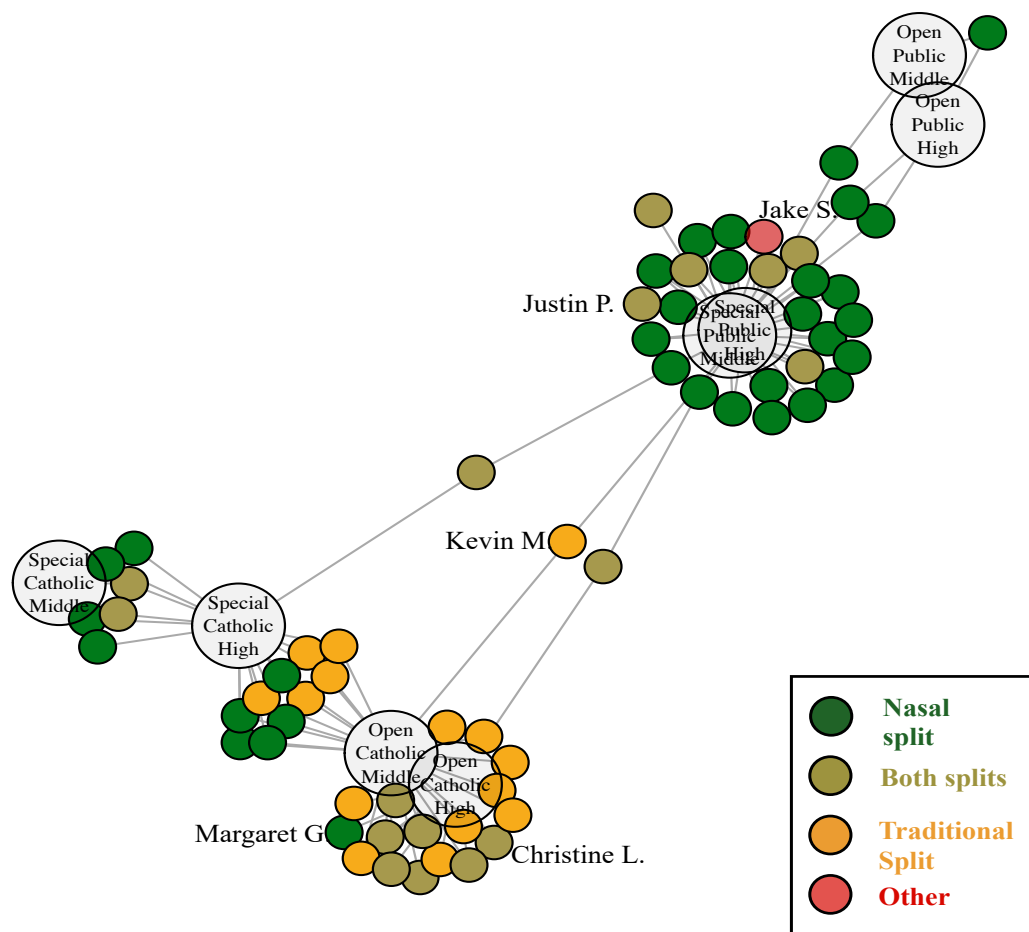 Open
Public
Middle
Open
Public
High
Jake S.
Justin P.
Special
Public
High
Special
Public
Middle
Kevin M
Special
Catholic
Middle
Special
Catholic
High
Open
Catholic
Middle
Open
Catholic
High
Margaret G
Christine L.
Nasal
split
Both splits
Traditional
Split
Other